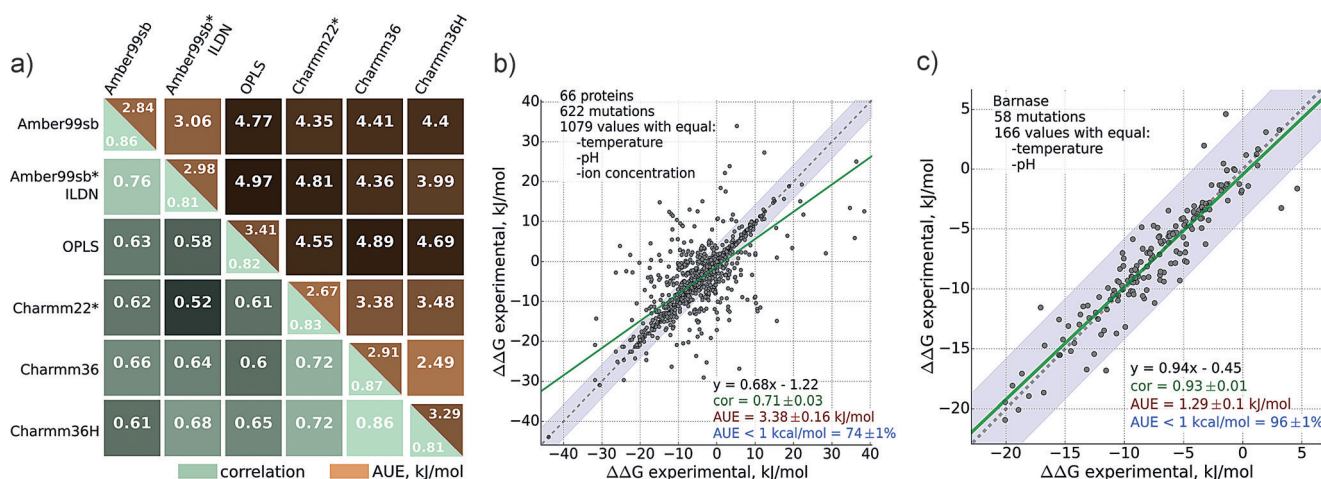 a)
Amber99sb
Amber99sb*
ILDN
OPLS
Charmm22*
Charmm36
Charmm36H
Amber99sb
2.84
0.86
3.06
4.77
4.35
4.41
4.4
Amber99sb*
ILDN
0.76
2.98
0.81
4.97
4.81
4.36
3.99
OPLS
0.63
0.58
3.41
0.82
4.55
4.89
4.69
Charmm22*
0.62
0.52
0.61
2.67
0.83
3.38
3.48
Charmm36
0.66
0.64
0.6
0.72
2.91
0.87
2.49
Charmm36H
0.61
0.68
0.65
0.72
0.86
3.29
0.81
correlation
AUE, kJ/mol
b)
66 proteins
622 mutations
1079 values with equal:
-temperature
-pH
-ion concentration
ΔΔG experimental, kJ/mol
40
30
20
10
0
−10
−20
−30
−40
y = 0.68x - 1.22
cor = 0.71±0.03
AUE = 3.38±0.16 kJ/mol
AUE < 1 kcal/mol = 74±1%
−40 −30 −20 −10 0 10 20 30 40
ΔΔG experimental, kJ/mol
c)
Barnase
58 mutations
166 values with equal:
-temperature
-pH
ΔΔG experimental, kJ/mol
5
0
−5
−10
−15
−20
y = 0.94x - 0.45
cor = 0.93±0.01
AUE = 1.29±0.1 kJ/mol
AUE < 1 kcal/mol = 96±1%
−20 −15 −10 −5 0 5
ΔΔG experimental, kJ/mol